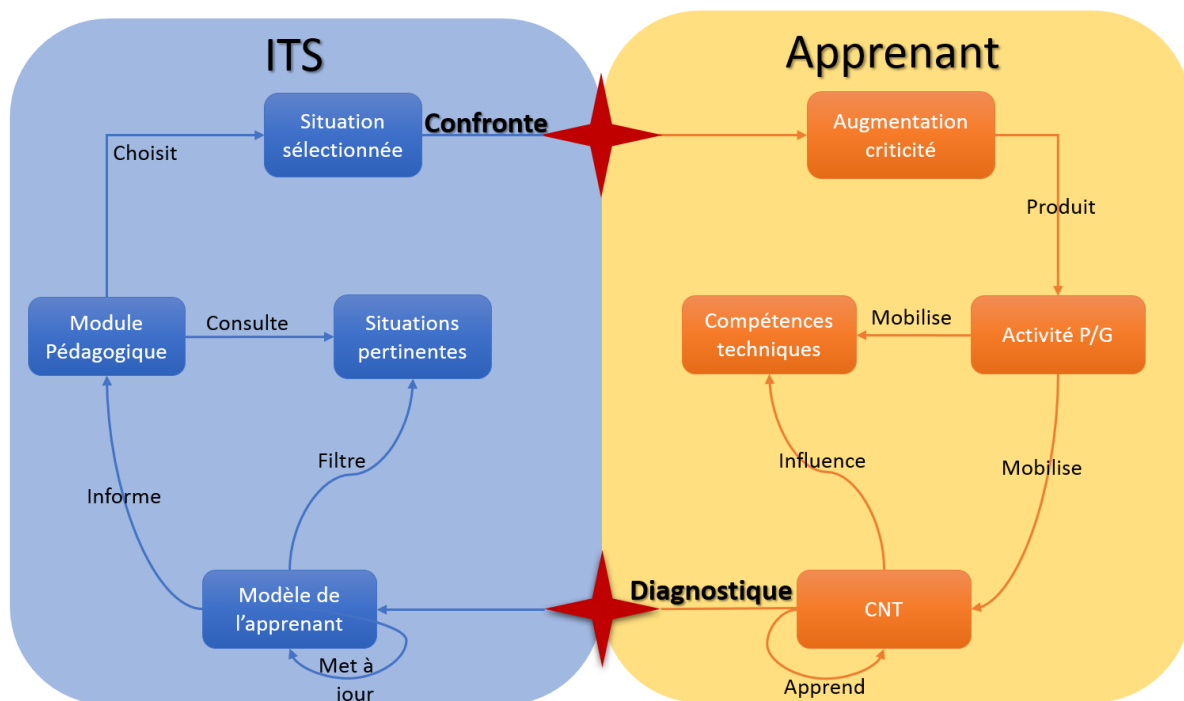 ITS
Apprenant
Situation
sélectionnée
Confronte
Augmentation
criticité
Choisit
Produit
Module
Pédagogique
Consulte
Situations
pertinentes
Compétences
techniques
Mobilise
Activité P/G
Filtre
Influence
Mobilise
Informe
Modèle de
l'apprenant
Diagnostique
CNT
Met à
jour
Apprend